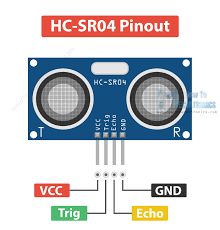 HC-SR04 Pinout
HC-SR04
T
R
VCC
Trig
Echo
GND
VCC
GND
Trig
Echo